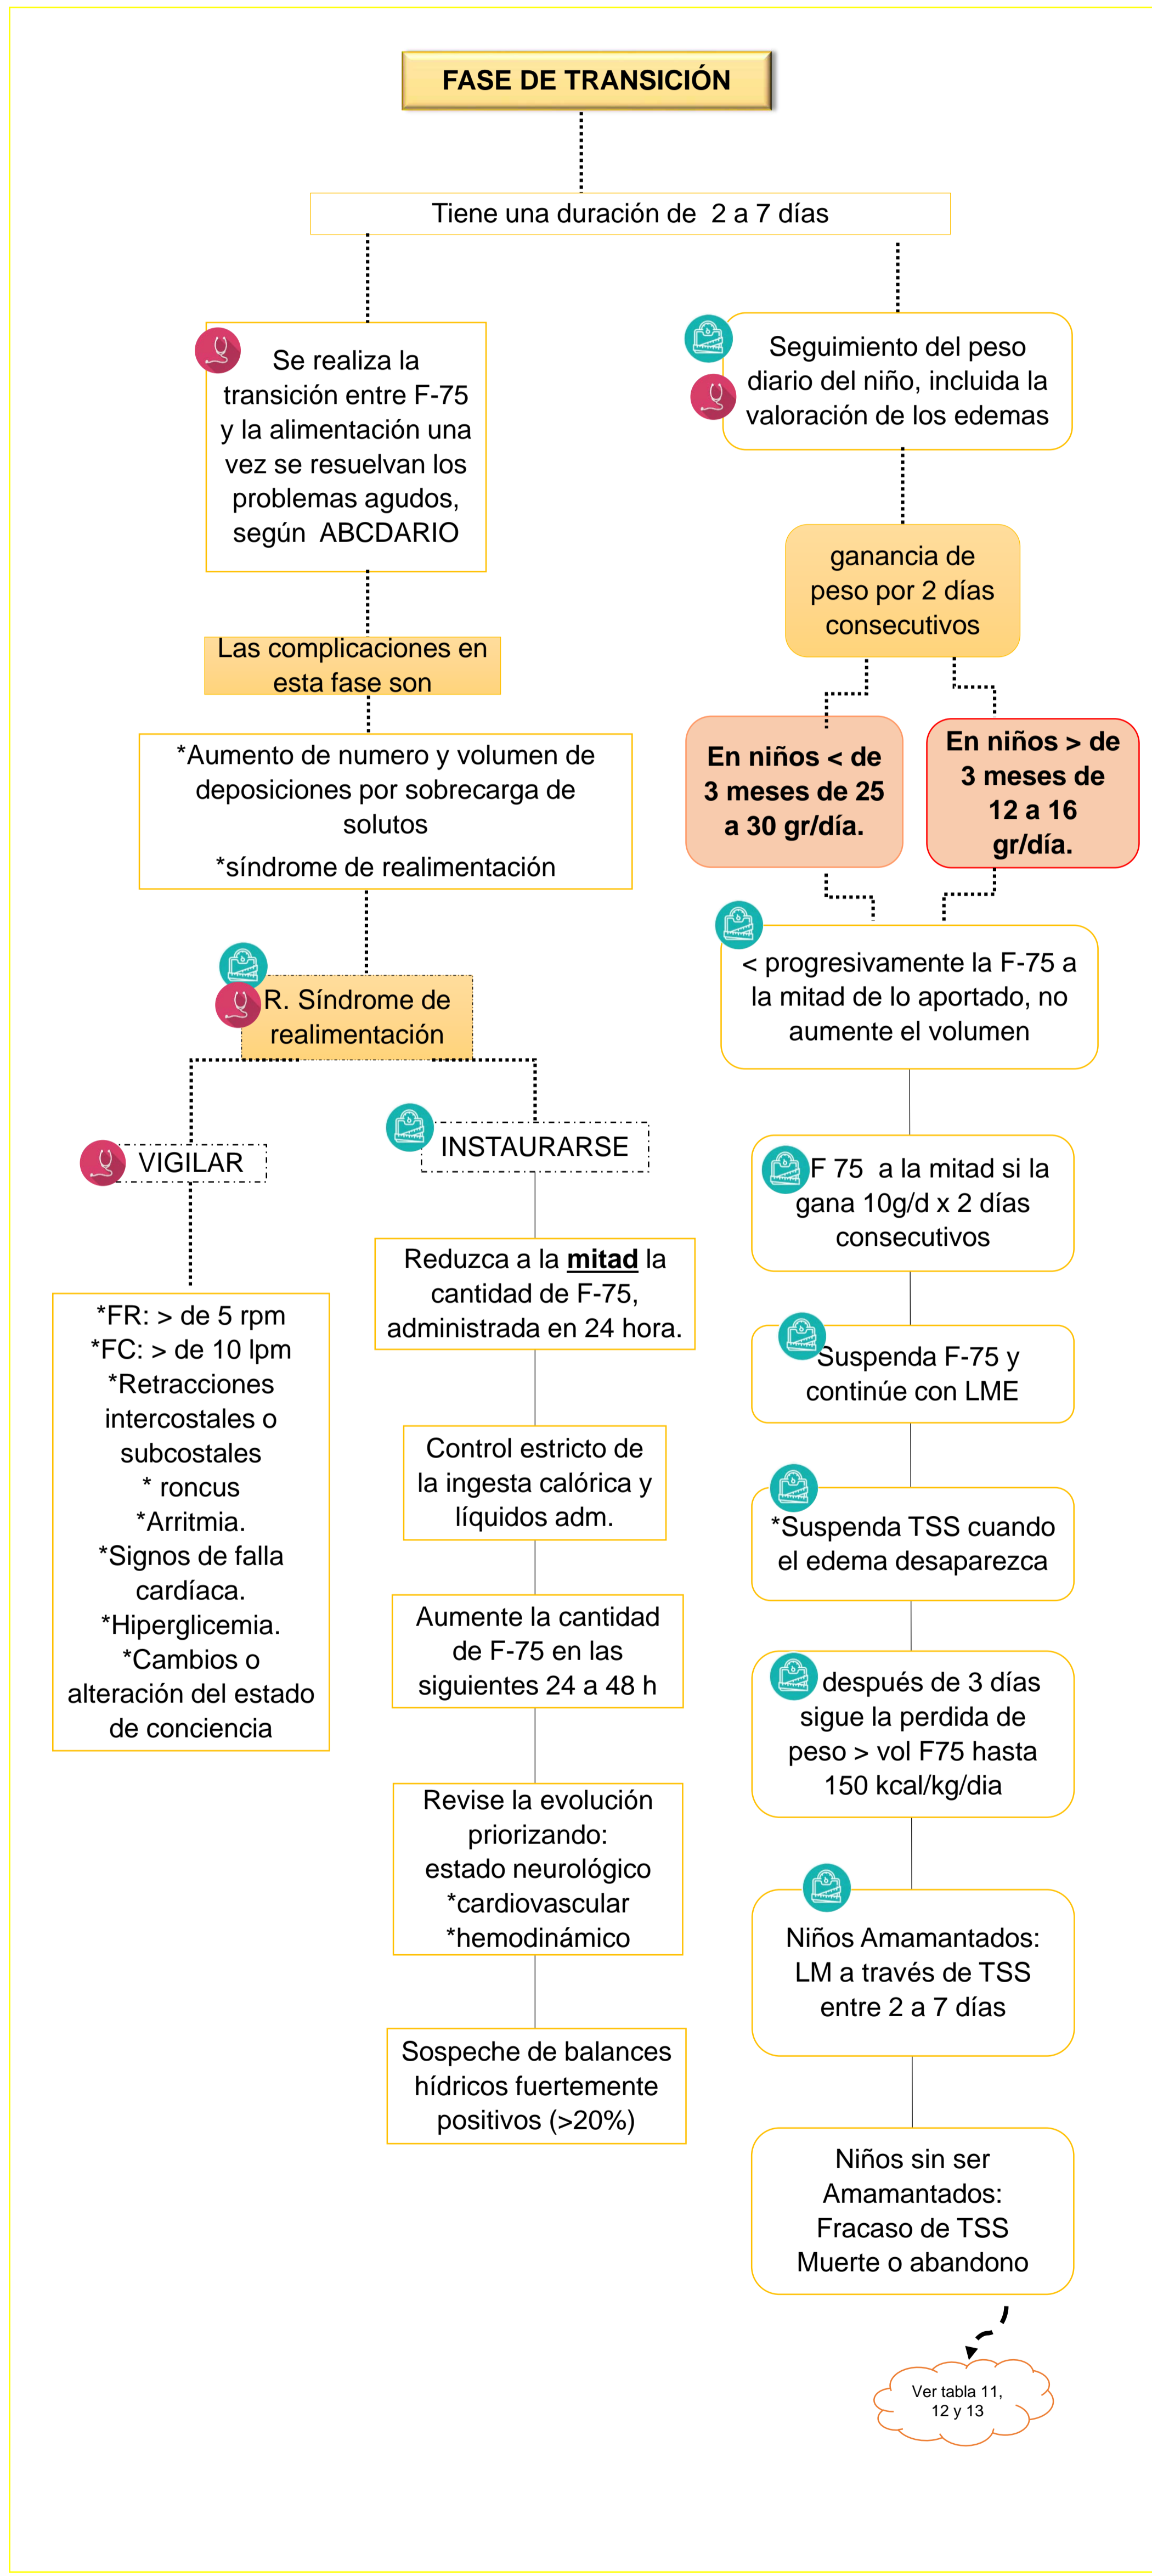 FASE DE TRANSICIÓN
Tiene una duración de 2 a 7 días
Se realiza la
transición entre F-75
y la alimentación una
vez se resuelvan los
problemas agudos,
según ABCDARIO
Las complicaciones en
esta fase son
*Aumento de numero y volumen de
deposiciones por sobrecarga de
solutos
*síndrome de realimentación
R. Síndrome de
realimentación
VIGILAR
*FR: > de 5 rpm
*FC: > de 10 lpm
*Retracciones
intercostales o
subcostales
* roncus
*Arritmia.
*Signos de falla
cardíaca.
*Hiperglicemia.
*Cambios o
alteración del estado
de conciencia
INSTAURARSE
Reduzca a la mitad la
cantidad de F-75,
administrada en 24 hora.
Control estricto de
la ingesta calórica y
líquidos adm.
Aumente la cantidad
de F-75 en las
siguientes 24 a 48 h
Revise la evolución
priorizando:
estado neurológico
*cardiovascular
*hemodinámico
Sospeche de balances
hídricos fuertemente
positivos (>20%)
Seguimiento del peso
diario del niño, incluida la
valoración de los edemas
ganancia de
peso por 2 días
consecutivos
En niños < de
3 meses de 25
a 30 gr/día.
En niños > de
3 meses de
12 a 16
gr/día.
< progresivamente la F-75 a
la mitad de lo aportado, no
aumente el volumen
F 75 a la mitad si la
gana 10g/d x 2 días
consecutivos
Suspenda F-75 y
continúe con LME
*Suspenda TSS cuando
el edema desaparezca
después de 3 días
sigue la perdida de
peso > vol F75 hasta
150 kcal/kg/dia
Niños Amamantados:
LM a través de TSS
entre 2 a 7 días
Niños sin ser
Amamantados:
Fracaso de TSS
Muerte o abandono
Ver tabla 11,
12 y 13